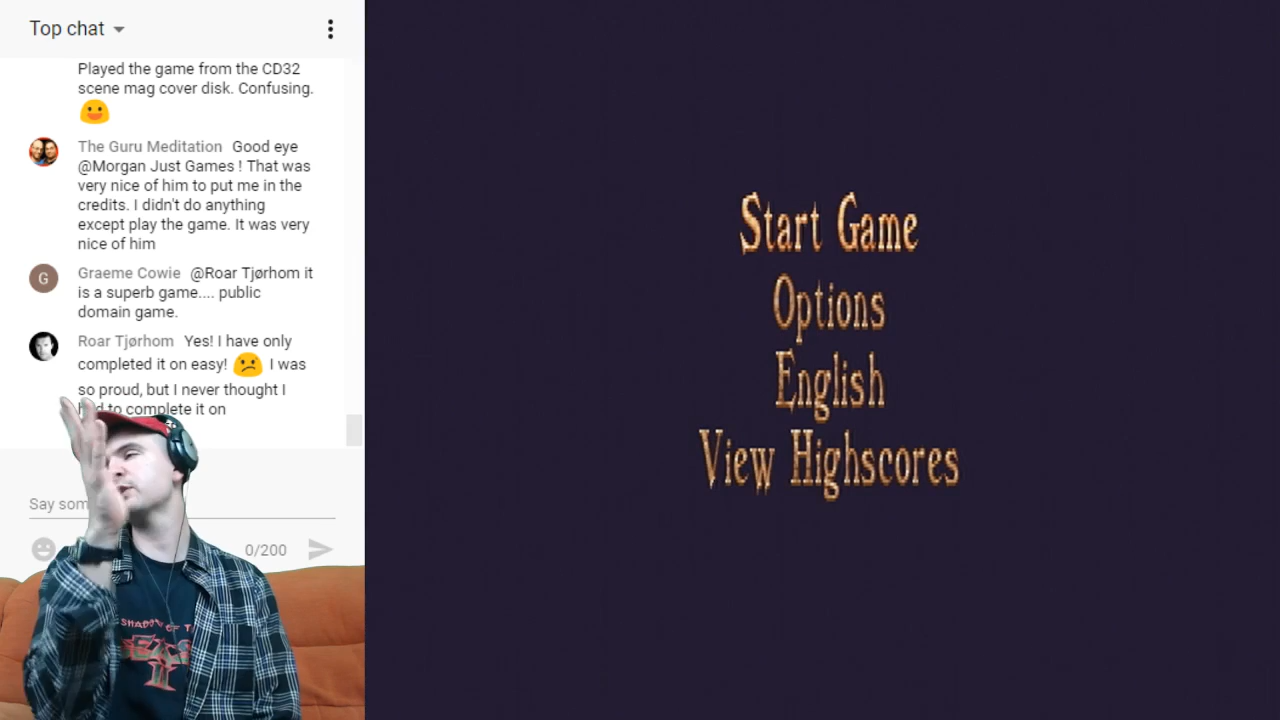 Top chat
Played the game from the CD32
scene mag cover disk. Confusing.
The Guru Meditation Good eye
@Morgan Just Games ! That was
very nice of him to put me in the
credits. I didn't do anything
except play the game. It was very
nice of him
G
Graeme Cowie @Roar Tjørhom it
is a superb game.... public
domain game.
Roar Tjørhom Yes! I have only
completed it on easy! I was
so proud, but I never thought I
to complete it on
Say
0/200
SHADOW OF
Start Game
Options
English
View Highscores